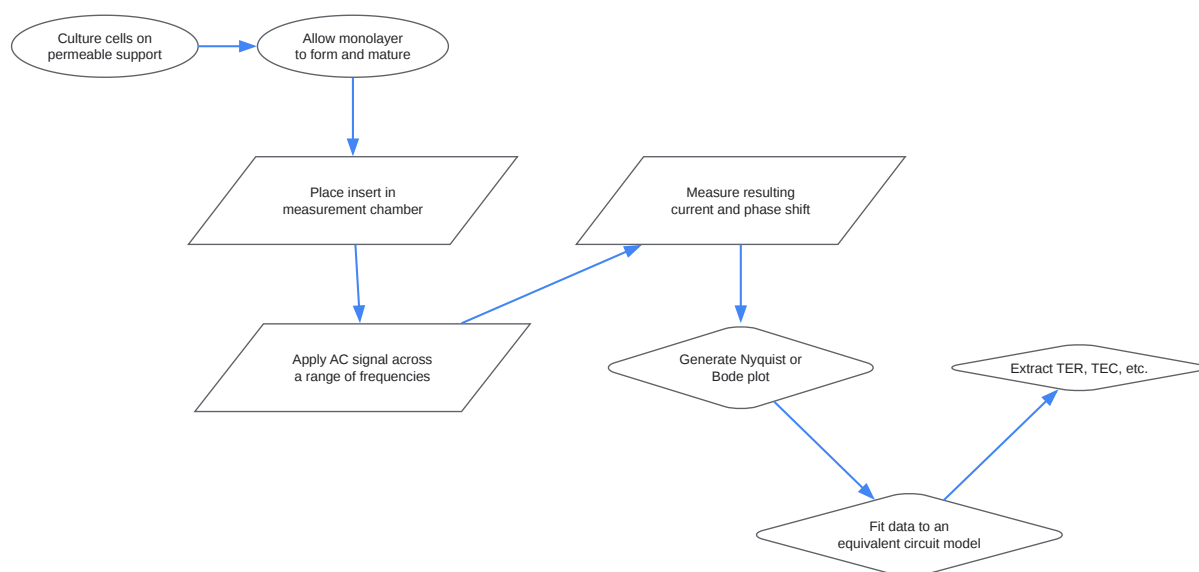 Culture cells on
permeable support
Allow monolayer
to form and mature
Place insert in
measurement chamber
Apply AC signal across
a range of frequencies
Measure resulting
current and phase shift
Generate Nyquist or
Bode plot
Fit data to an
equivalent circuit model
Extract TER, TEC, etc.